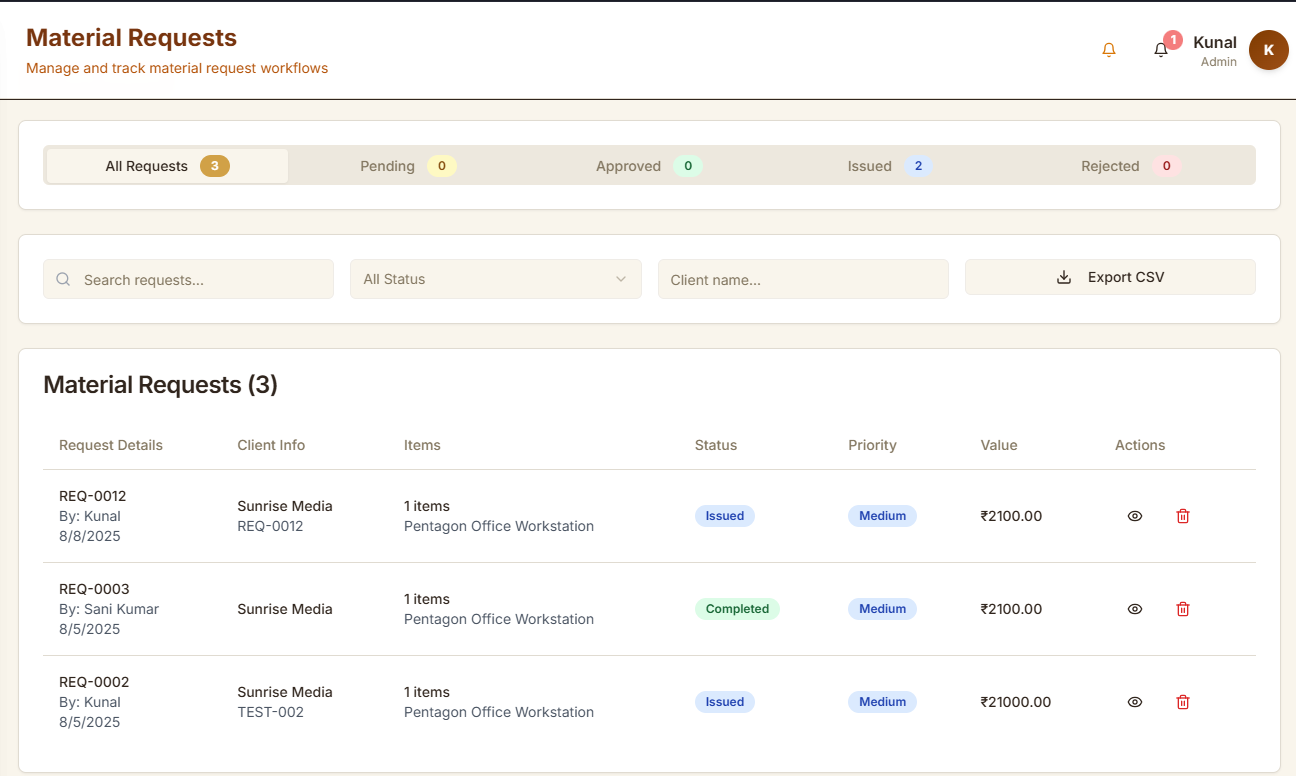 Material Requests
Manage and track material request workflows
1
Kunal
Admin
K
All Requests 3
Pending 0
Approved 0
Issued 2
Rejected 0
Search requests...
All Status
Client name...
Export CSV
Material Requests (3)
Request Details Client Info Items Status Priority Value Actions
REQ-0012
By: Kunal
8/8/2025
Sunrise Media
REQ-0012
1 items
Pentagon Office Workstation
Issued
Medium
₹2100.00
REQ-0003
By: Sani Kumar
8/5/2025
Sunrise Media
1 items
Pentagon Office Workstation
Completed
Medium
₹2100.00
REQ-0002
By: Kunal
8/5/2025
Sunrise Media
TEST-002
1 items
Pentagon Office Workstation
Issued
Medium
₹21000.00